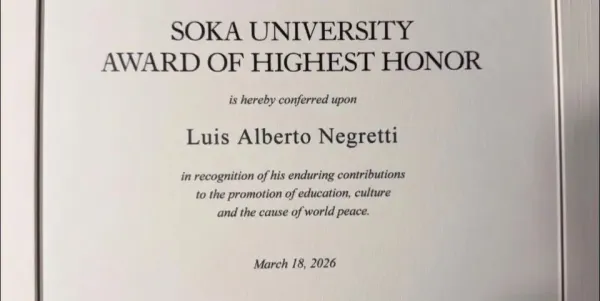 SOKA UNIVERSITY
AWARD OF HIGHEST HONOR
is hereby conferred upon
Luis Alberto Negretti
in recognition of his enduring contributions
to the promotion of education, culture
and the cause of world peace.
March 18, 2026